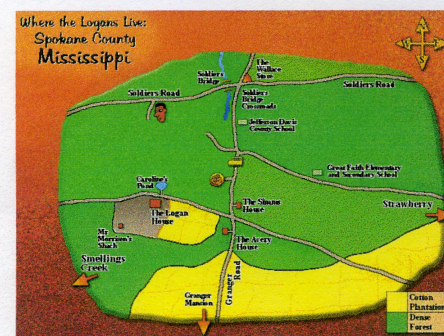 Where the Logans Live:
Spokane County
Mississippi
The
Wallace
Store
Soldiers
Bridge
Soldiers Road
Soldiers
Bridge
Crossroads
Soldiers Road
Jefferson Davis
County School
Great Faith Elementary
and Secondary School
Caroline's
Pond
The Logan
House
The Simms
House
Strawberry
Mr.
Morrison's
Shack
The Avery
House
Smellings
Creek
Granger
Mansion
Granger
Road
Cotton
Plantation
Dense
Forest